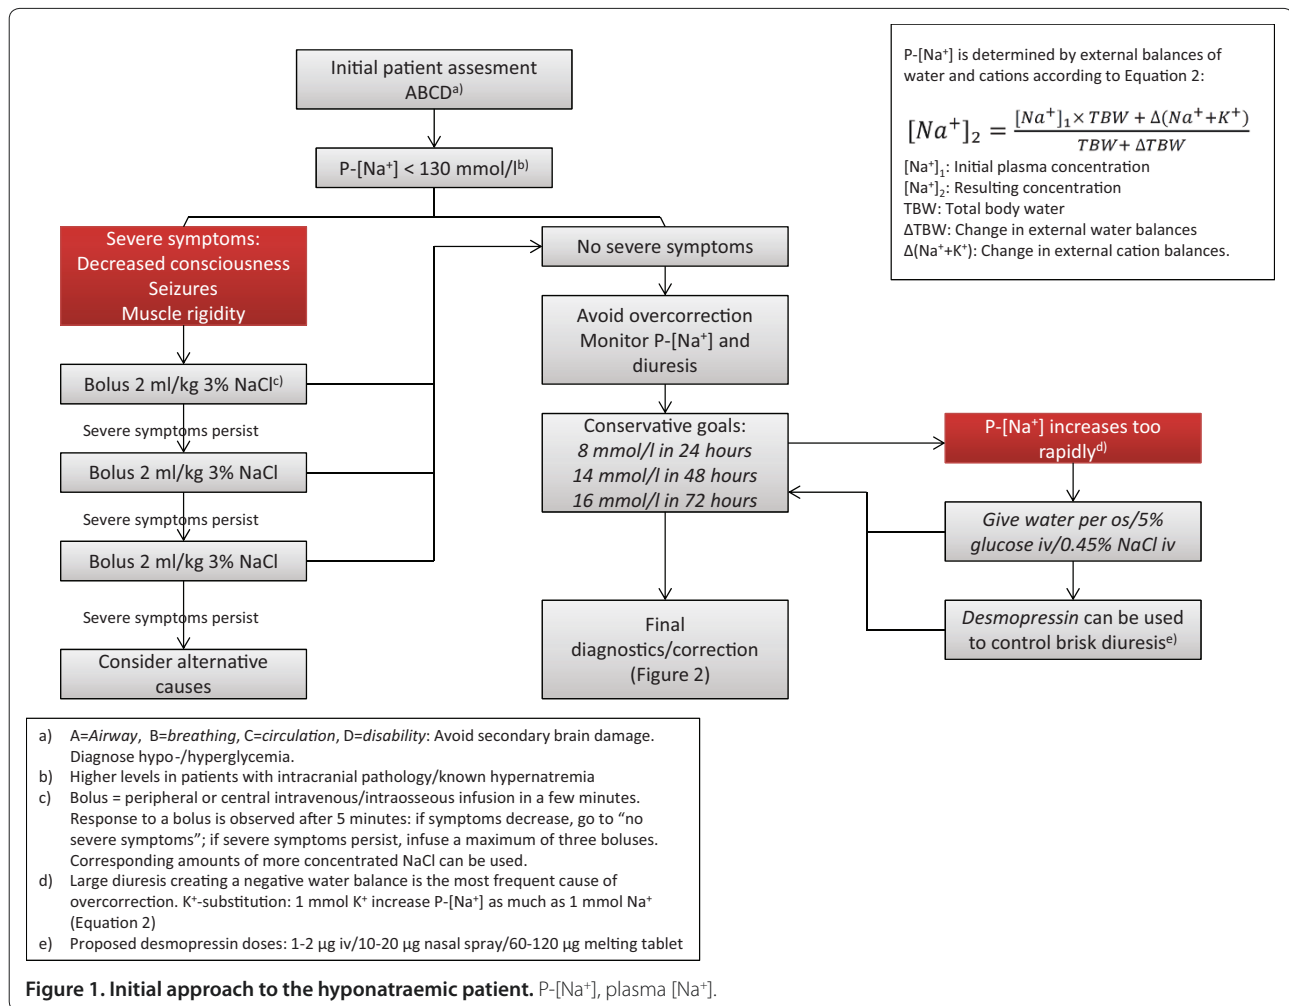 Initial patient assesment
ABCDa)
P-[Na+] < 130 mmol/lb)
Severe symptoms:
Decreased consciousness
Seizures
Muscle rigidity
Bolus 2 ml/kg 3% NaClc)
Severe symptoms persist
Bolus 2 ml/kg 3% NaCl
Severe symptoms persist
Bolus 2 ml/kg 3% NaCl
Severe symptoms persist
Consider alternative
causes
No severe symptoms
Avoid overcorrection
Monitor P-[Na+] and
diuresis
Conservative goals:
8 mmol/l in 24 hours
14 mmol/l in 48 hours
16 mmol/l in 72 hours
Final
diagnostics/correction
(Figure 2)
P-[Na+] increases too
rapidlyd)
Give water per os/5%
glucose iv/0.45% NaCl iv
Desmopressin can be used
to control brisk diuresise)
P-[Na+] is determined by external balances of
water and cations according to Equation 2:
[Na+]2 = ([Na+]1 × TBW + Δ(Na+ + K+)) / (TBW + ΔTBW)
[Na+]1: Initial plasma concentration
[Na+]2: Resulting concentration
TBW: Total body water
ΔTBW: Change in external water balances
Δ(Na++K+): Change in external cation balances.
a) A=Airway, B=breathing, C=circulation, D=disability: Avoid secondary brain damage.
Diagnose hypo-/hyperglycemia.
b) Higher levels in patients with intracranial pathology/known hypernatremia
c) Bolus = peripheral or central intravenous/intraosseous infusion in a few minutes.
Response to a bolus is observed after 5 minutes: if symptoms decrease, go to “no
severe symptoms”; if severe symptoms persist, infuse a maximum of three boluses.
Corresponding amounts of more concentrated NaCl can be used.
d) Large diuresis creating a negative water balance is the most frequent cause of
overcorrection. K+-substitution: 1 mmol K+ increase P-[Na+] as much as 1 mmol Na+
(Equation 2)
e) Proposed desmopressin doses: 1-2 µg iv/10-20 µg nasal spray/60-120 µg melting tablet
Figure 1. Initial approach to the hyponatraemic patient. P-[Na+], plasma [Na+].